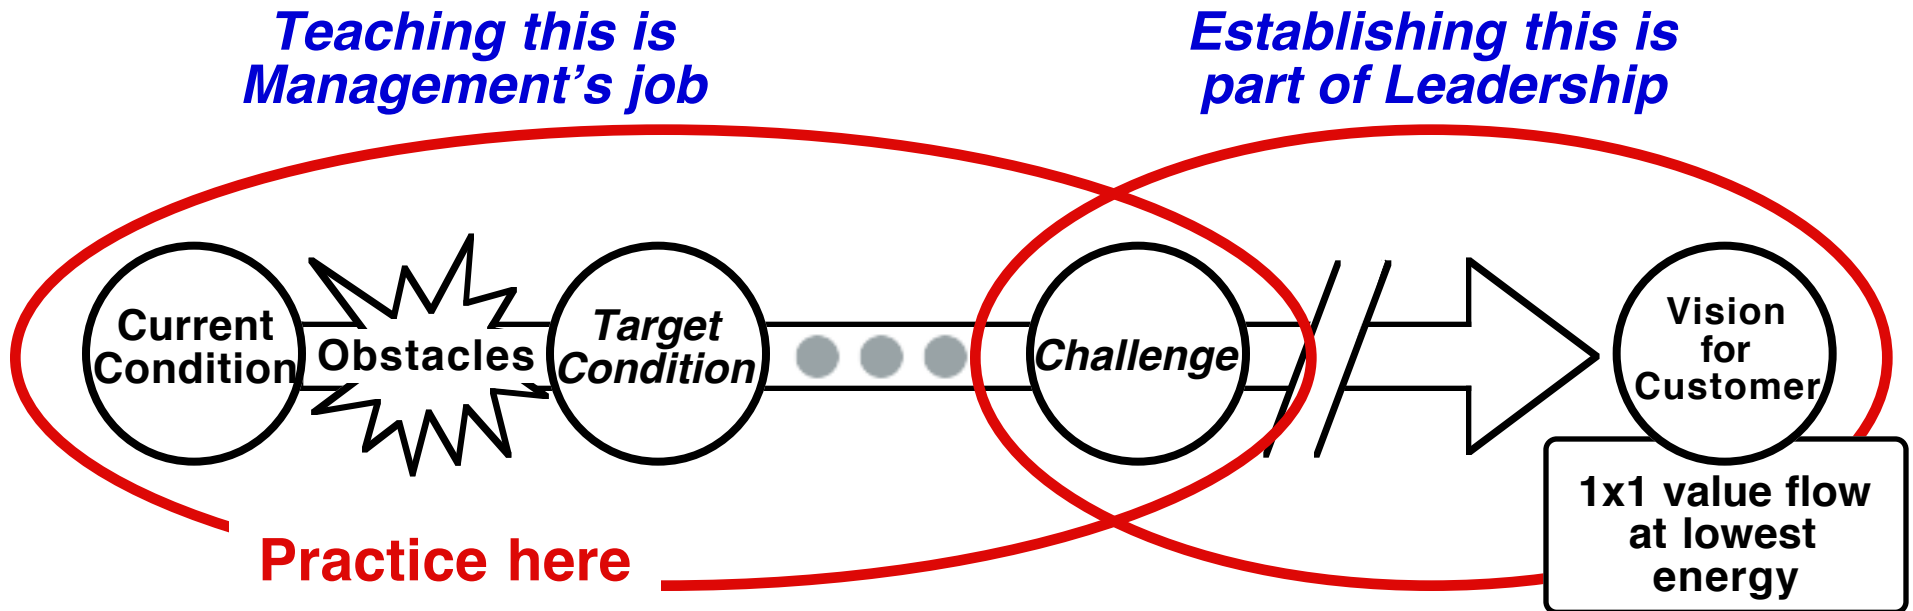 Teaching this is
Management’s job
Establishing this is
part of Leadership
Current
Condition
Obstacles
Target
Condition
Challenge
Vision
for
Customer
1x1 value flow
at lowest
energy
Practice here